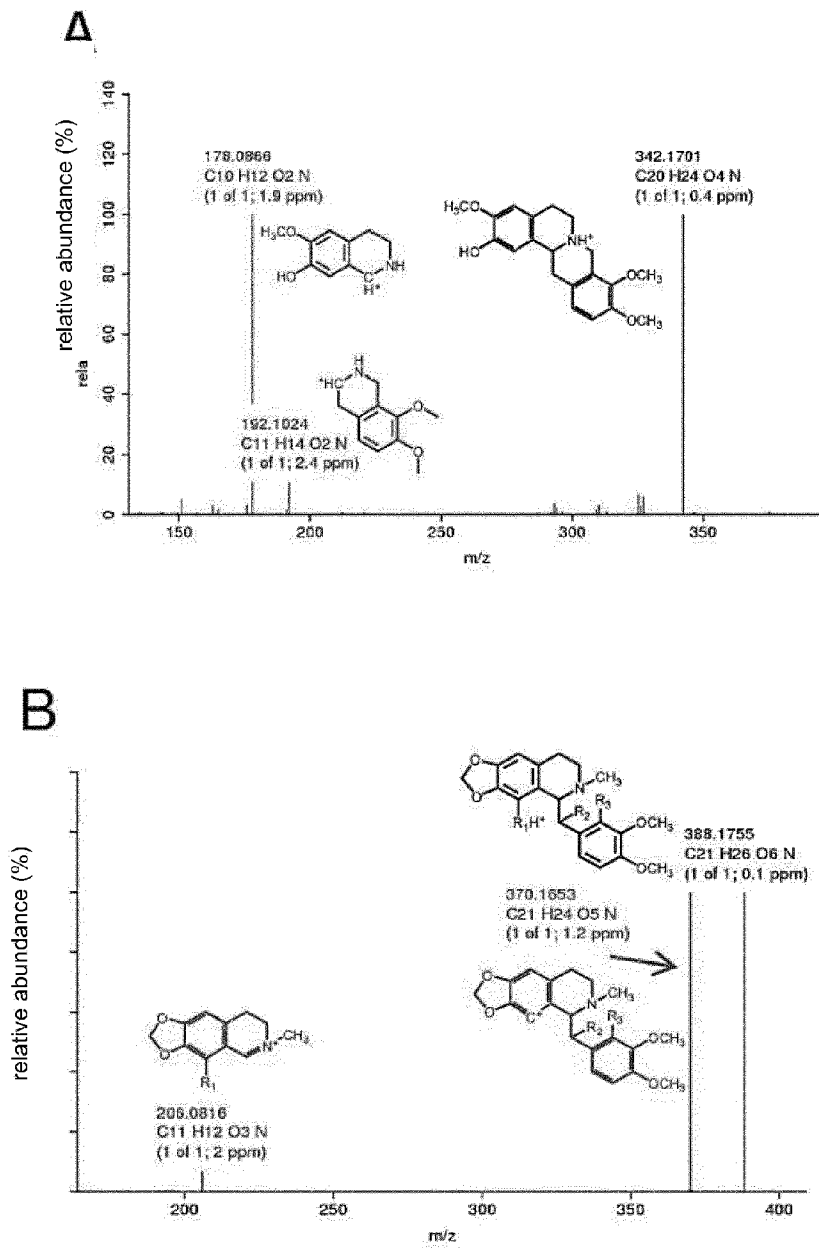 A
relative abundance (%)
rela
140
120
100
80
60
40
20
0
178.0866
C10 H12 O2 N
(1 of 1; 1.9 ppm)
342.1701
C20 H24 O4 N
(1 of 1; 0.4 ppm)
H₃CO
HO
NH
C
H⁺
H₃CO
HO
NH⁺
OCH₃
OCH₃
H
N
⁺HC
O
O
192.1024
C11 H14 O2 N
(1 of 1; 2.4 ppm)
150
200
250
300
350
m/z
B
relative abundance (%)
O
O
N
CH₃
R₁H⁺
R₂
R₃
OCH₃
OCH₃
388.1755
C21 H26 O6 N
(1 of 1; 0.1 ppm)
370.1653
C21 H24 O5 N
(1 of 1; 1.2 ppm)
O
O
C⁺
N
CH₃
R₂
R₃
OCH₃
OCH₃
O
O
N⁺
CH₃
R₁
206.0816
C11 H12 O3 N
(1 of 1; 2 ppm)
200
250
300
350
400
m/z